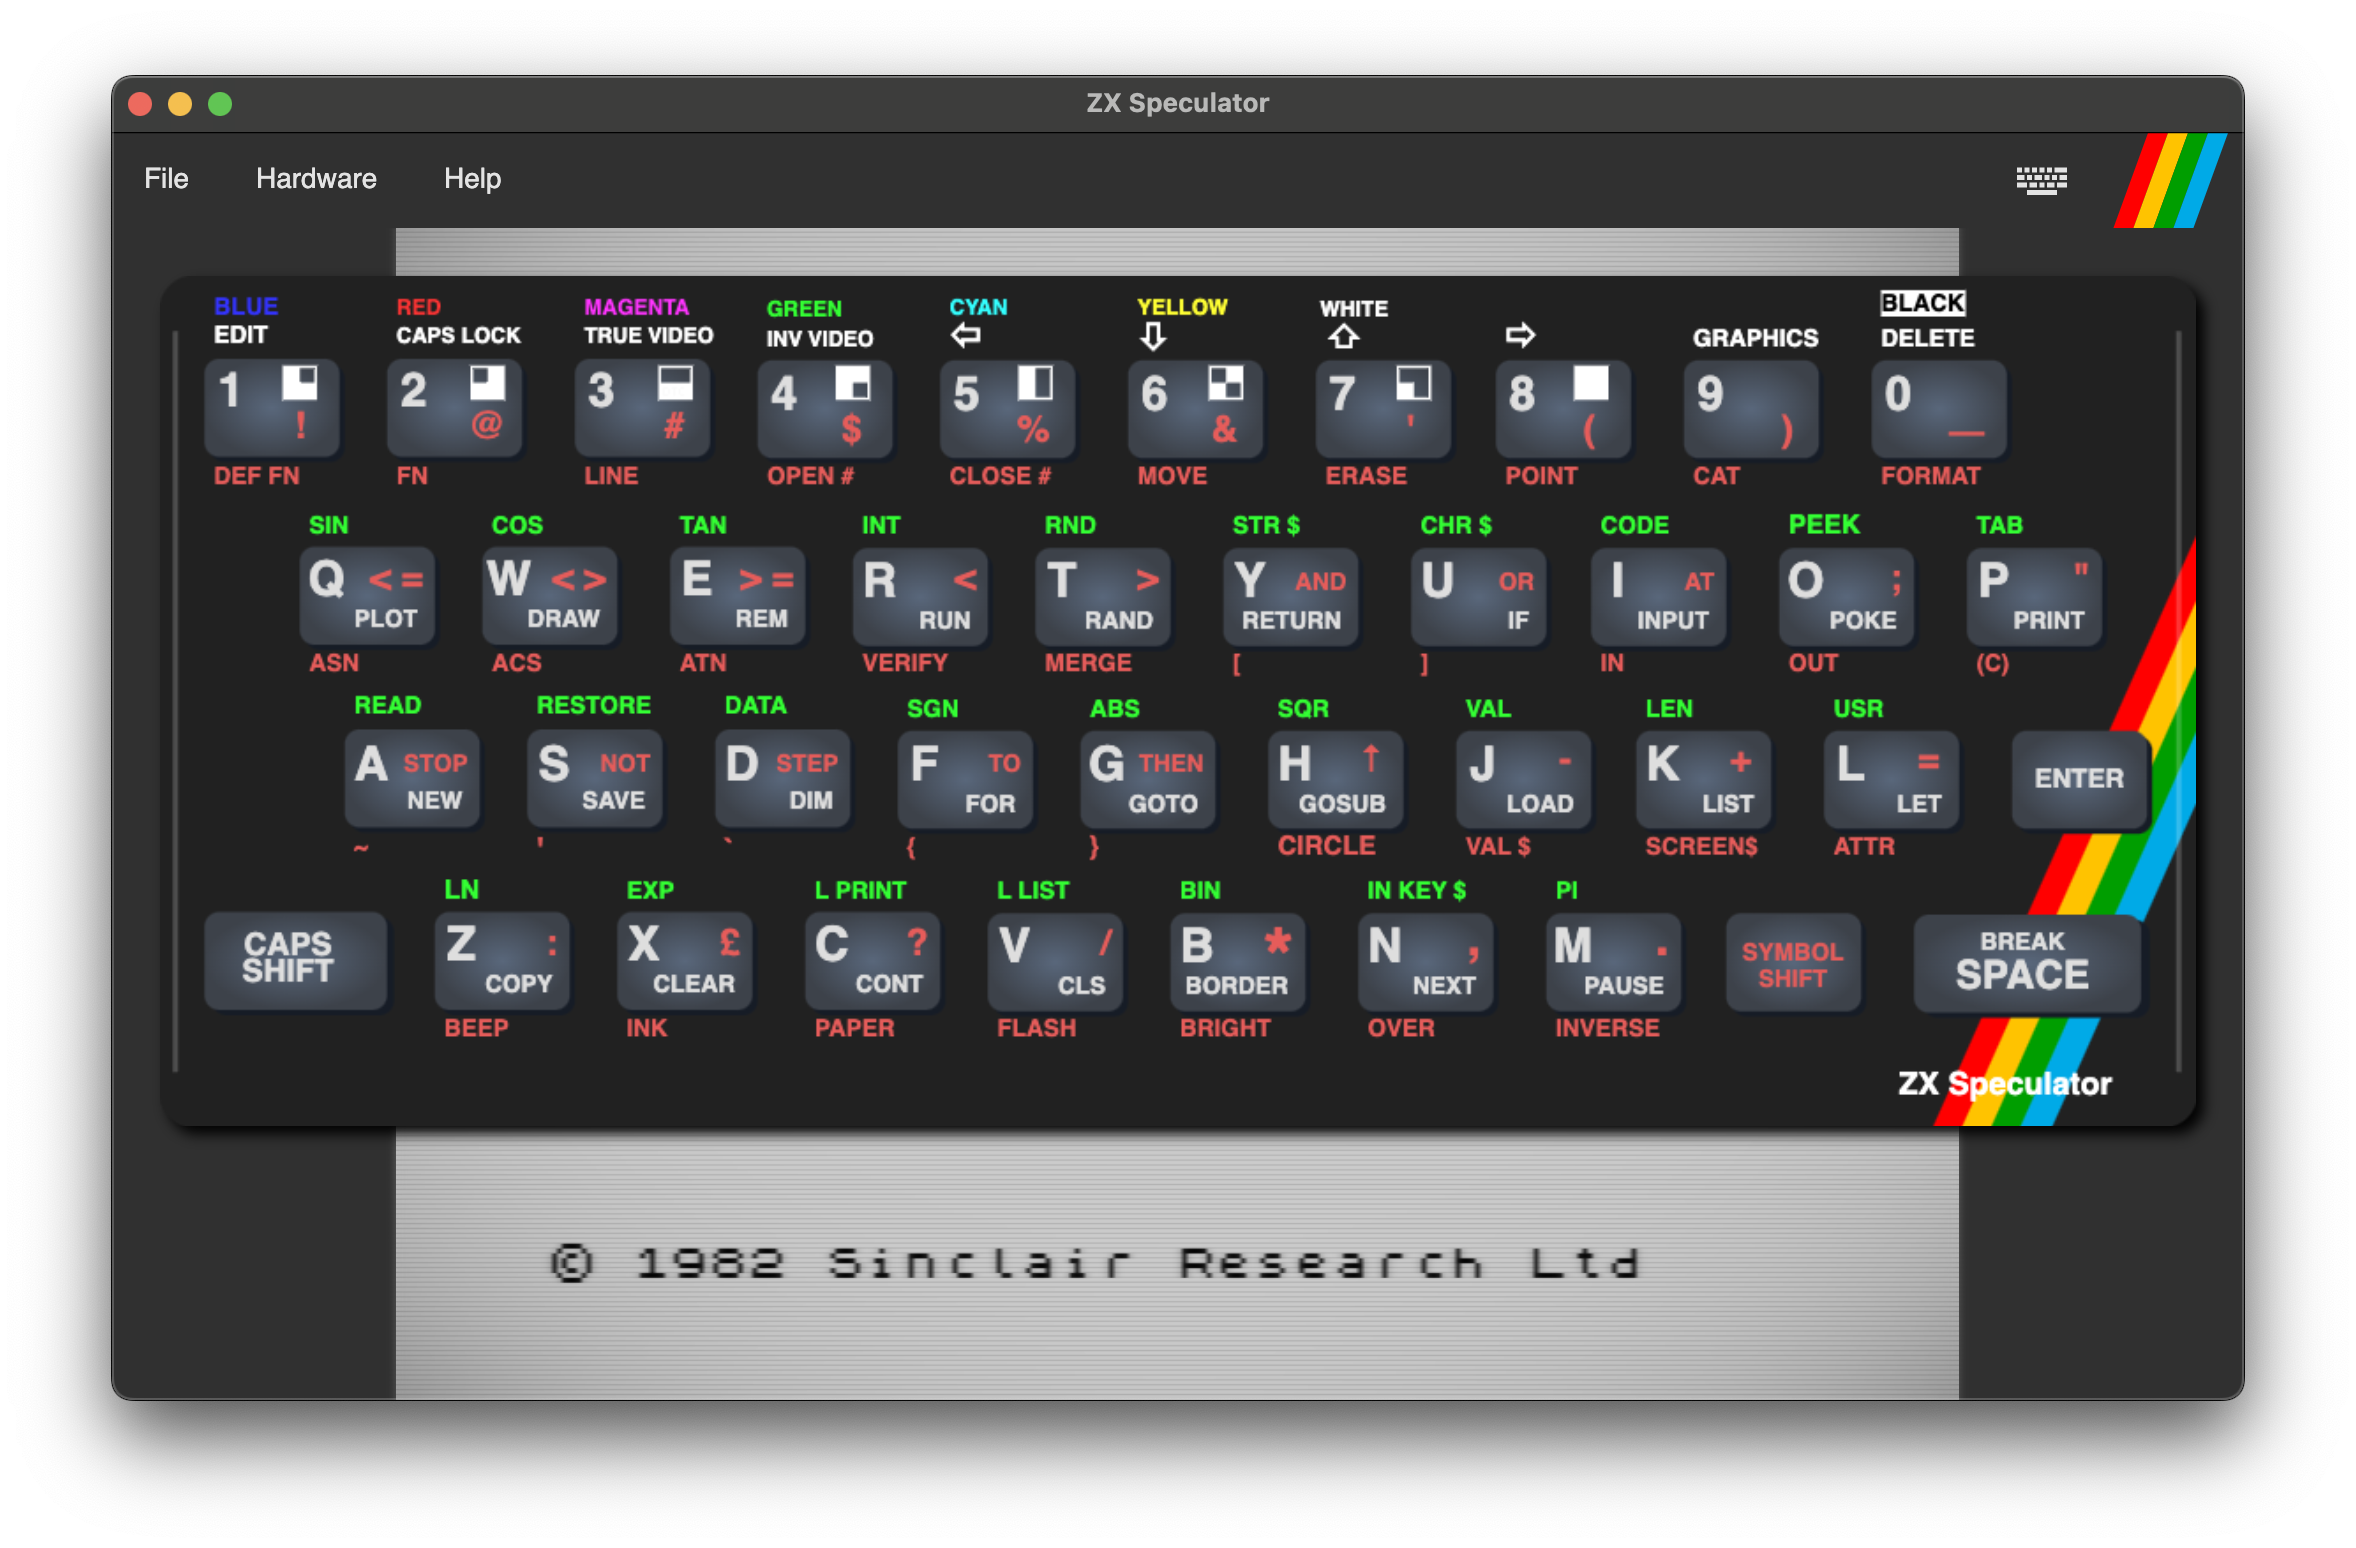 ZX Speculator
File Hardware Help
BLUE RED MAGENTA GREEN CYAN YELLOW WHITE BLACK
EDIT CAPS LOCK TRUE VIDEO INV VIDEO ⇦ ⇩ ⇧ ⇨ GRAPHICS DELETE
1 ! 2 @ 3 # 4 $ 5 % 6 & 7 ' 8 ( 9 ) 0 _
DEF FN FN LINE OPEN # CLOSE # MOVE ERASE POINT CAT FORMAT
SIN COS TAN INT RND STR $ CHR $ CODE PEEK TAB
Q <= W <> E >= R < T > Y AND U OR I AT O ; P "
PLOT DRAW REM RUN RAND RETURN IF INPUT POKE PRINT
ASN ACS ATN VERIFY MERGE [ ] IN OUT (C)
READ RESTORE DATA SGN ABS SQR VAL LEN USR
A STOP S NOT D STEP F TO G THEN H ↑ J - K + L = ENTER
NEW SAVE DIM FOR GOTO GOSUB LOAD LIST LET
~ ' ` { } CIRCLE VAL $ SCREEN$ ATTR
LN EXP L PRINT L LIST BIN IN KEY $ PI
CAPS Z : X £ C ? V / B * N , M . SYMBOL BREAK
SHIFT COPY CLEAR CONT CLS BORDER NEXT PAUSE SHIFT SPACE
BEEP INK PAPER FLASH BRIGHT OVER INVERSE
ZX Speculator
© 1982 Sinclair Research Ltd